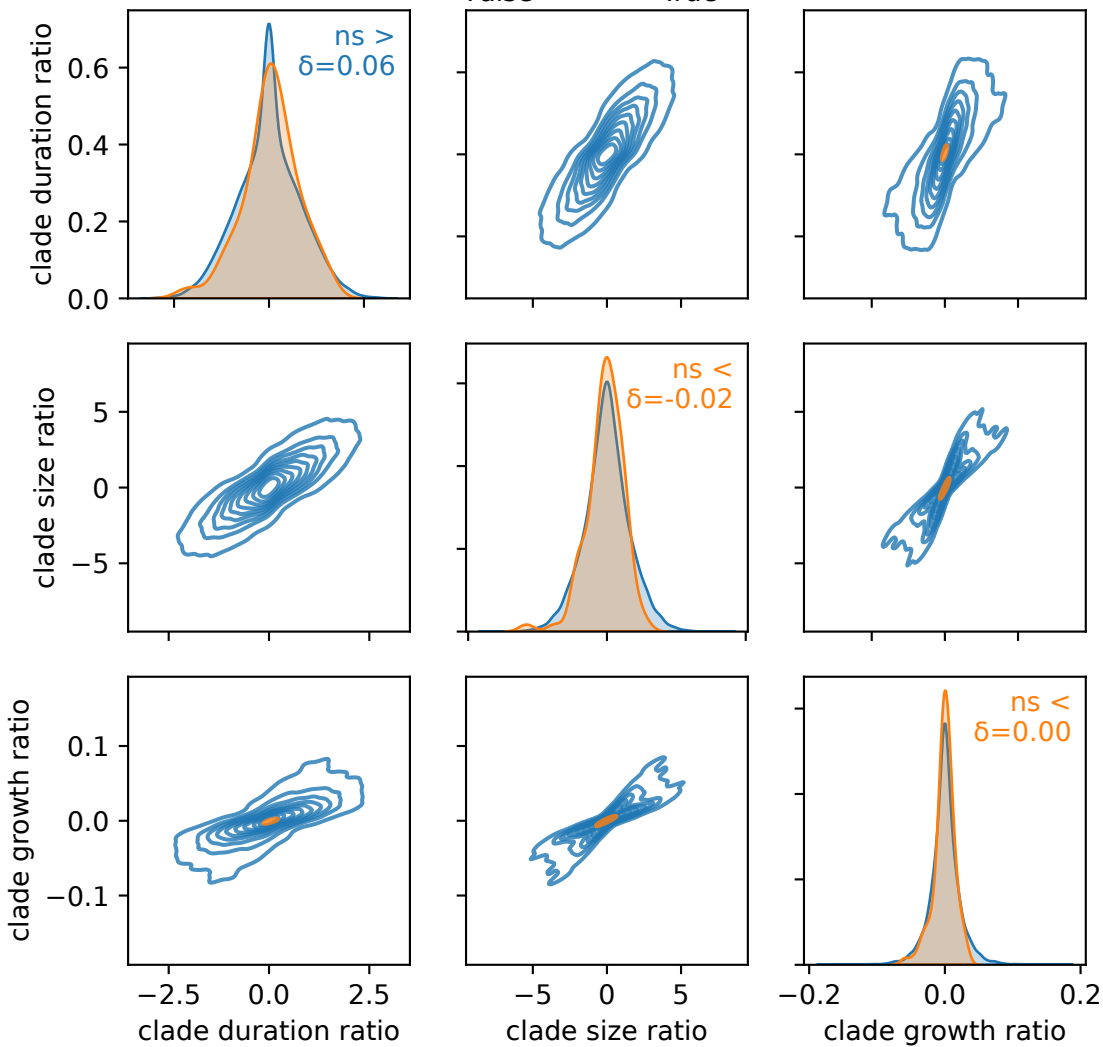 clade duration ratio
0.6
0.4
0.2
0.0
ns >
δ=0.06
clade size ratio
5
0
−5
ns <
δ=-0.02
clade growth ratio
0.1
0.0
−0.1
ns <
δ=0.00
−2.5 0.0 2.5
−5 0 5
−0.2 0.0 0.2
clade duration ratio
clade size ratio
clade growth ratio